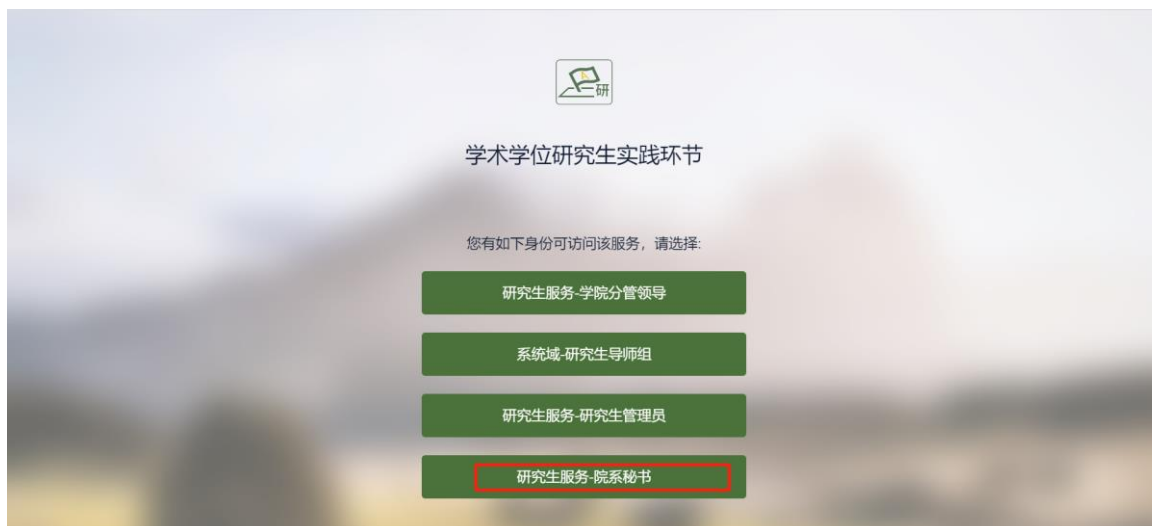 研
学术学位研究生实践环节
您有如下身份可访问该服务，请选择:
研究生服务-学院分管领导
系统域-研究生导师组
研究生服务-研究生管理员
研究生服务-院系秘书